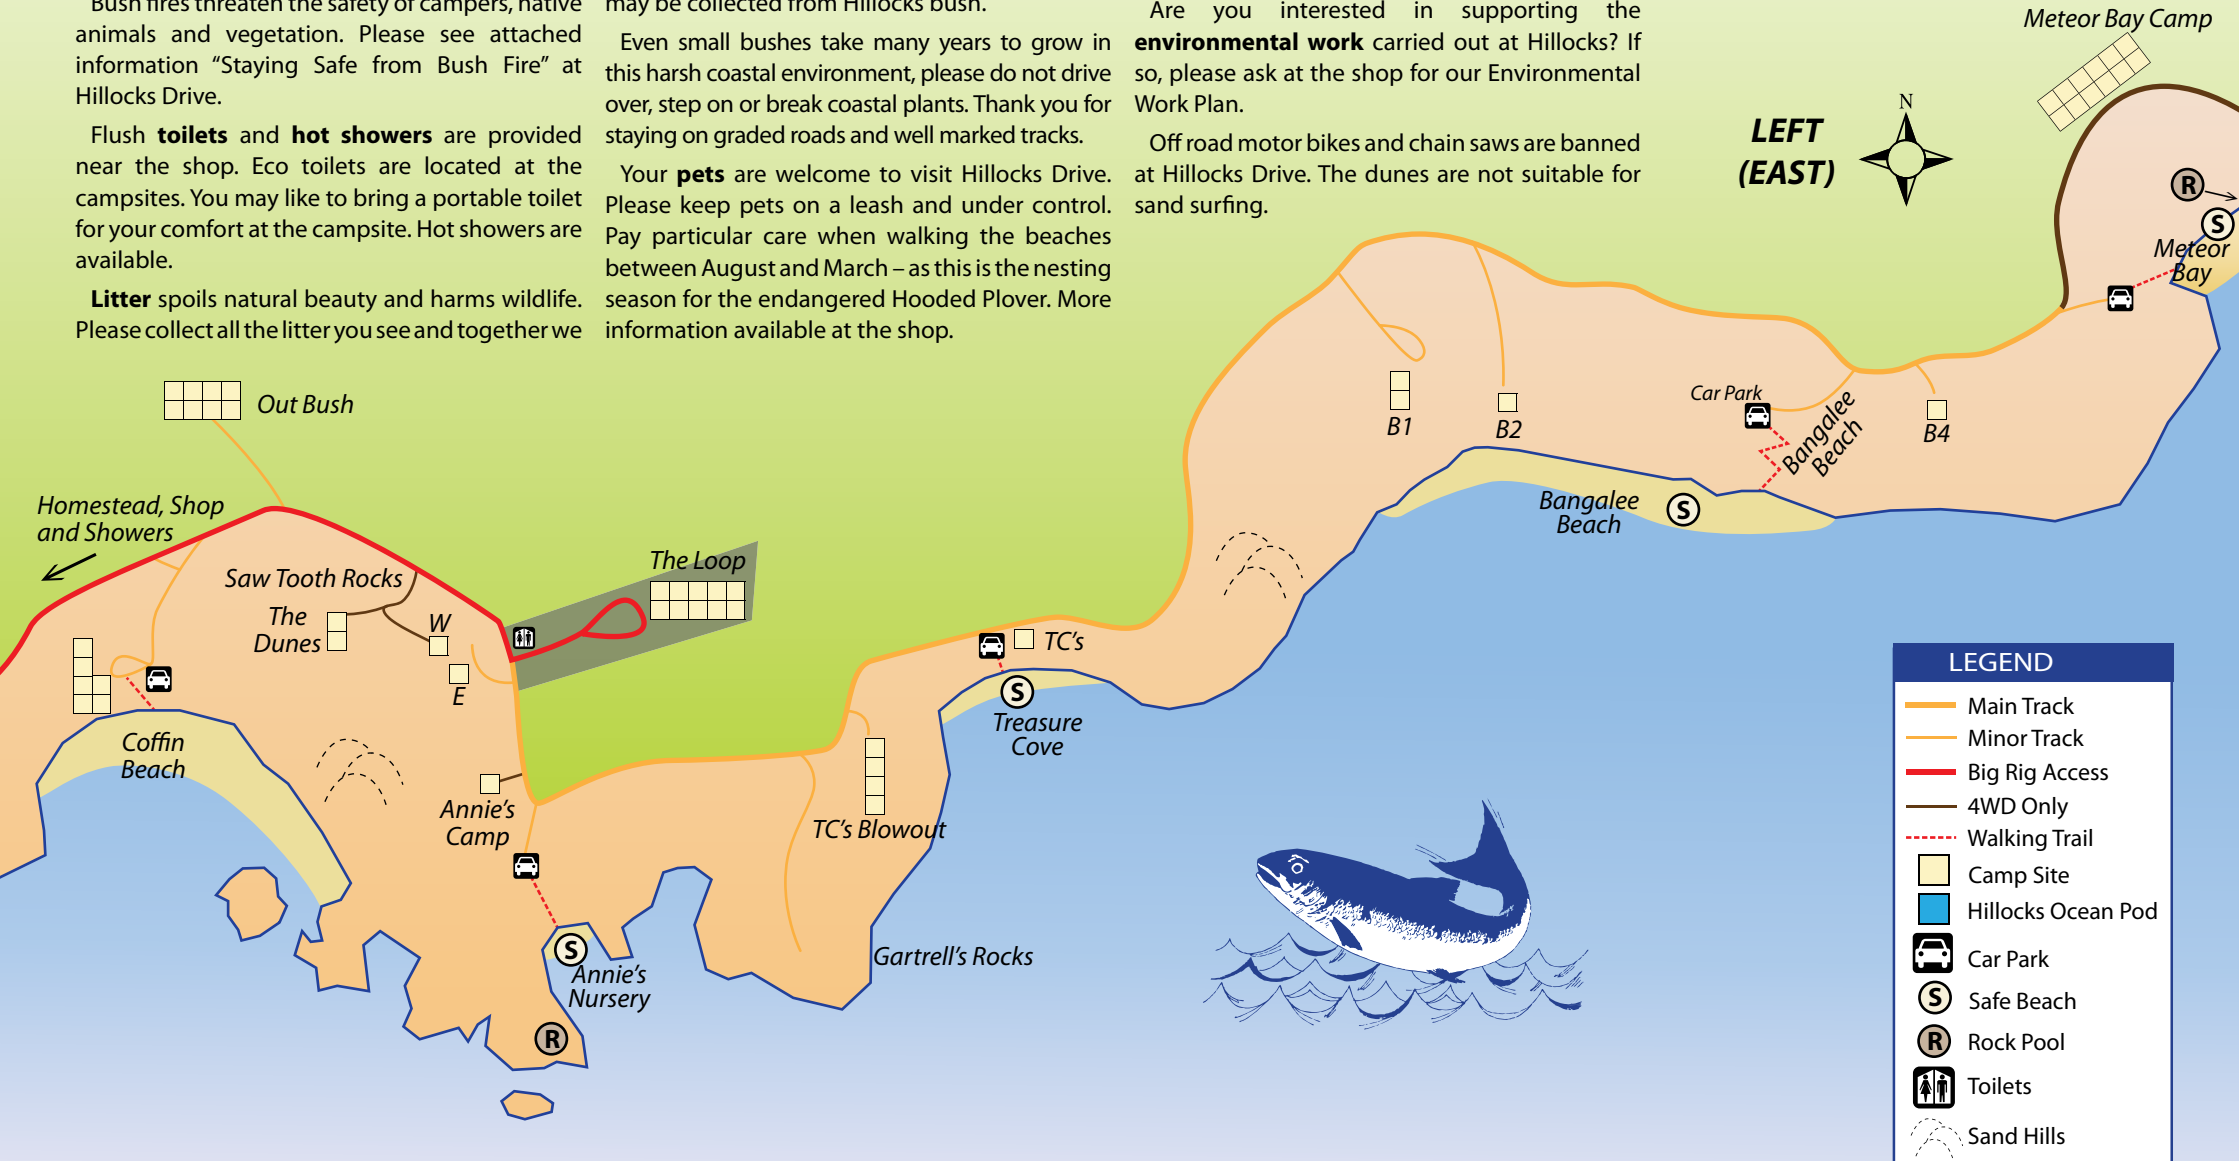 Bush fires threaten the safety of campers, native
animals and vegetation. Please see attached
information “Staying Safe from Bush Fire” at
Hillocks Drive.
Flush toilets and hot showers are provided
near the shop. Eco toilets are located at the
campsites. You may like to bring a portable toilet
for your comfort at the campsite. Hot showers are
available.
Litter spoils natural beauty and harms wildlife.
Please collect all the litter you see and together we
may be collected from Hillocks bush.
Even small bushes take many years to grow in
this harsh coastal environment, please do not drive
over, step on or break coastal plants. Thank you for
staying on graded roads and well marked tracks.
Your pets are welcome to visit Hillocks Drive.
Please keep pets on a leash and under control.
Pay particular care when walking the beaches
between August and March – as this is the nesting
season for the endangered Hooded Plover. More
information available at the shop.
Are you interested in supporting the
environmental work carried out at Hillocks? If
so, please ask at the shop for our Environmental
Work Plan.
Off road motor bikes and chain saws are banned
at Hillocks Drive. The dunes are not suitable for
sand surfing.
LEFT
(EAST)
N
Meteor Bay Camp
R
S
Meteor
Bay
Out Bush
Homestead, Shop
and Showers
Saw Tooth Rocks
The
Dunes
W
E
The Loop
Coffin
Beach
Annie's
Camp
S
Annie's
Nursery
R
TC's Blowout
Gartrell's Rocks
TC's
S
Treasure
Cove
B1
B2
Car Park
Bangalee
Beach
B4
Bangalee
Beach
S
LEGEND
Main Track
Minor Track
Big Rig Access
4WD Only
Walking Trail
Camp Site
Hillocks Ocean Pod
Car Park
S Safe Beach
R Rock Pool
Toilets
Sand Hills